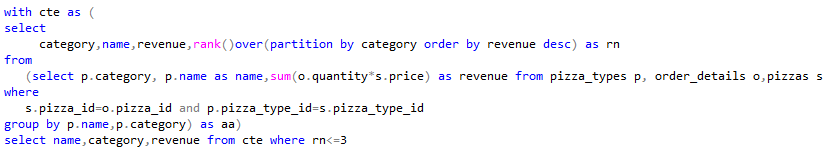 with cte as (
select
category,name,revenue,rank()over(partition by category order by revenue desc) as rn
from
(select p.category, p.name as name,sum(o.quantity*s.price) as revenue from pizza_types p, order_details o,pizzas s
where
s.pizza_id=o.pizza_id and p.pizza_type_id=s.pizza_type_id
group by p.name,p.category) as aa)
select name,category,revenue from cte where rn<=3